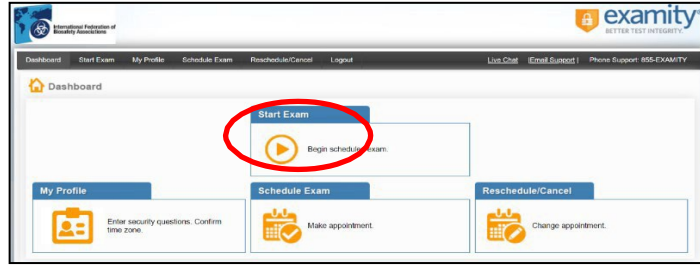 International Federation of
Biosafety Associations
examity
BETTER TEST INTEGRITY
Dashboard Start Exam My Profile Schedule Exam Reschedule/Cancel Logout Live Chat |Email Support| Phone Support: 855-EXAMITY
Dashboard
Start Exam
Begin scheduled exam.
My Profile
Enter security questions. Confirm
time zone.
Schedule Exam
Make appointment.
Reschedule/Cancel
Change appointment.